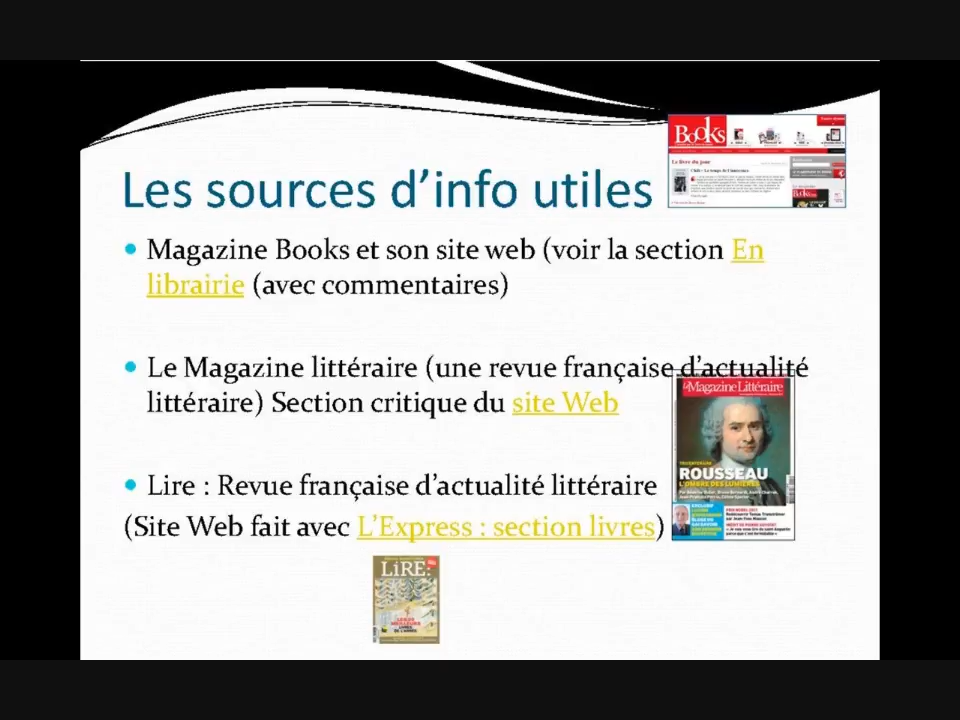 Books
Les sources d’info utiles
Magazine Books et son site web (voir la section En
librairie (avec commentaires)
Le Magazine littéraire (une revue française d’actualité
littéraire) Section critique du site Web
Le Magazine Littéraire
ROUSSEAU
L'OMBRE DES LUMIÈRES
Lire : Revue française d’actualité littéraire
(Site Web fait avec L’Express : section livres)
LiRE: